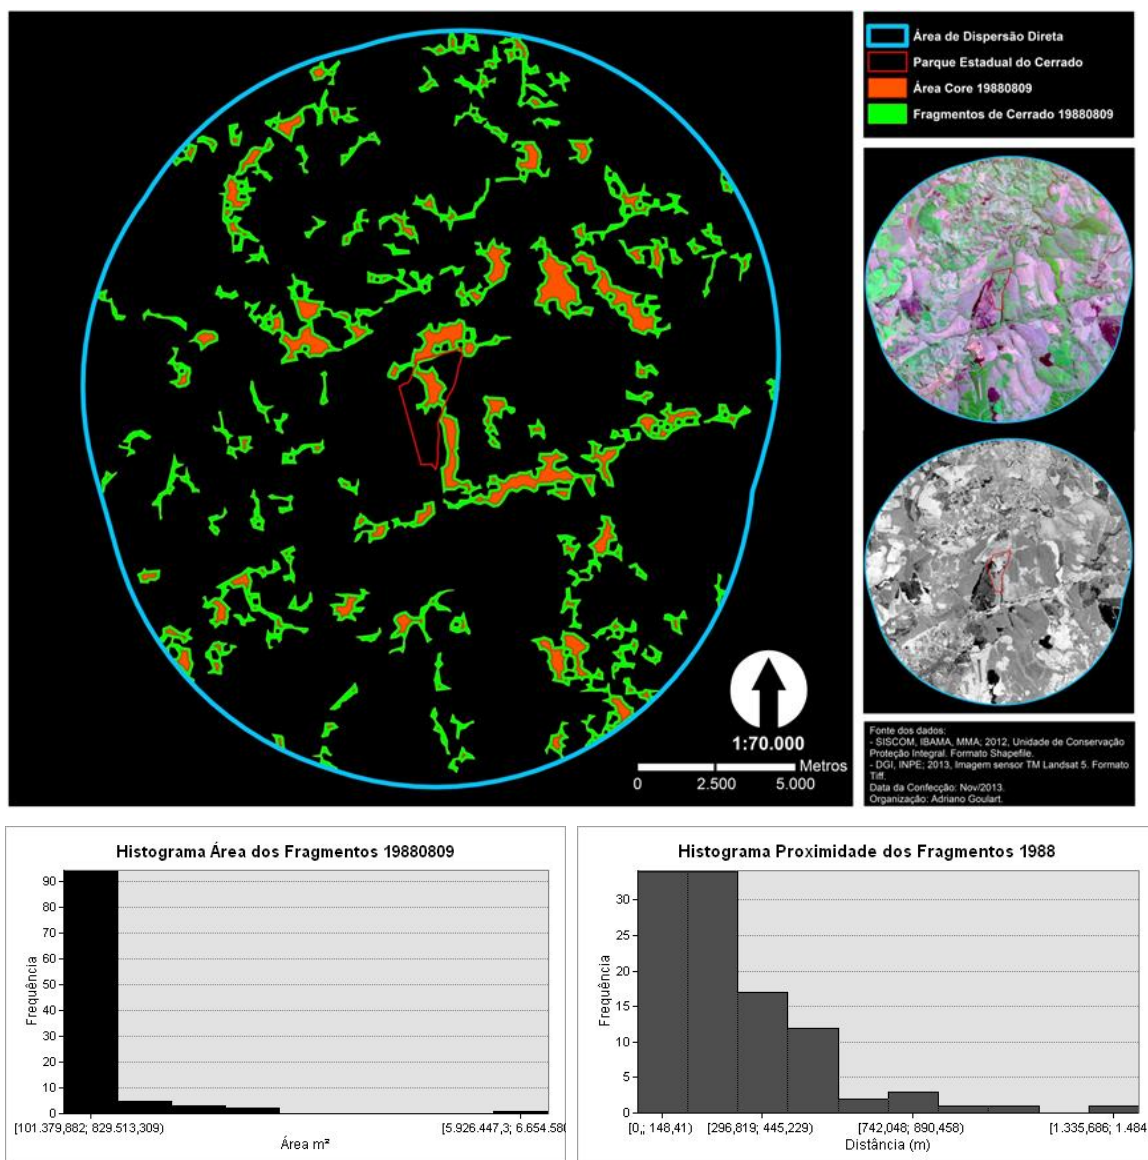 Área de Dispersão Direta
Parque Estadual do Cerrado
Área Core 19880809
Fragmentos de Cerrado 19880809
1:70.000
Metros
0 2.500 5.000
Fonte dos dados:
- SISCOM, IBAMA, MMA; 2012, Unidade de Conservação
Proteção Integral. Formato Shapefile.
- DGI, INPE; 2013, Imagem sensor TM Landsat 5. Formato
Tiff.
Data da Confecção: Nov/2013.
Organização: Adriano Goulart.
Histograma Área dos Fragmentos 19880809
Frequência
90
80
70
60
50
40
30
20
10
0
[101.379,882; 829.513,309) [5.926.447,3; 6.654.580
Área m²
Histograma Proximidade dos Fragmentos 1988
Frequência
30
25
20
15
10
5
0
[0,; 148,41) [296,819; 445,229) [742,048; 890,458) [1.335,686; 1.484
Distância (m)